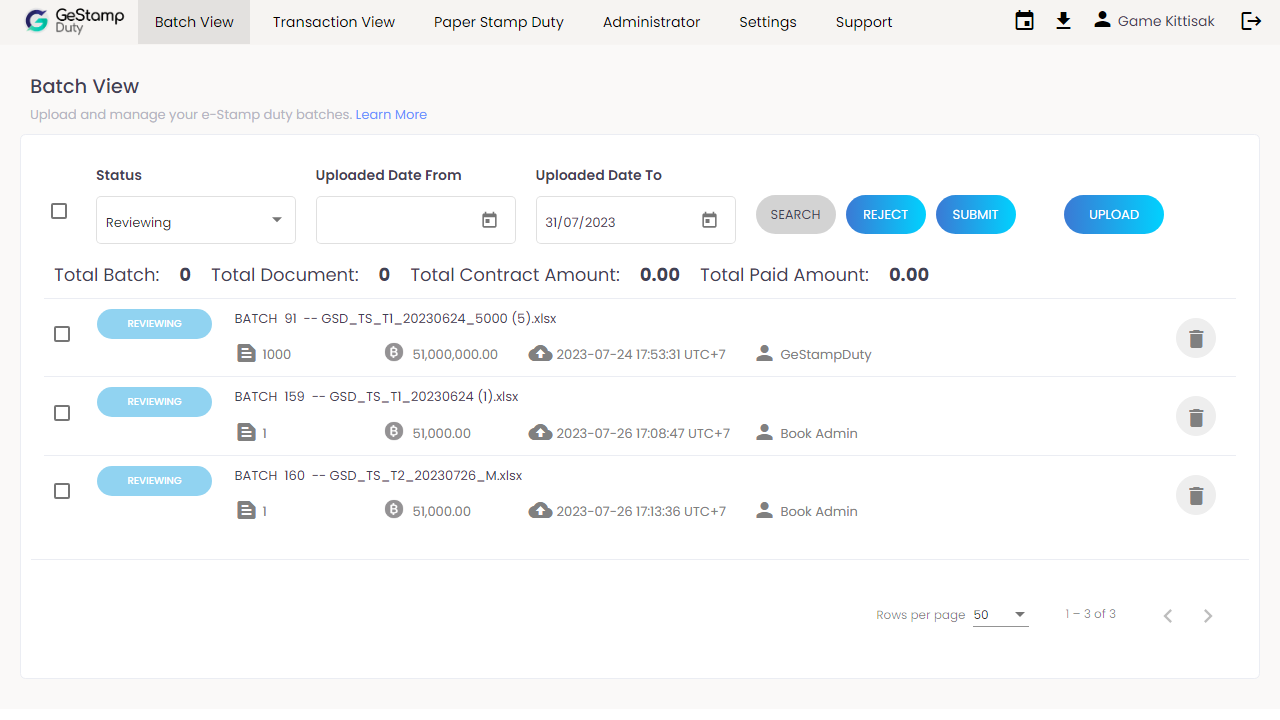 GeStamp
Duty
Batch View Transaction View Paper Stamp Duty Administrator Settings Support Game Kittisak
Batch View
Upload and manage your e-Stamp duty batches. Learn More
Status Uploaded Date From Uploaded Date To
Reviewing 31/07/2023 SEARCH REJECT SUBMIT UPLOAD
Total Batch: 0 Total Document: 0 Total Contract Amount: 0.00 Total Paid Amount: 0.00
REVIEWING BATCH 91 -- GSD_TS_T1_20230624_5000 (5).xlsx
1000 51,000,000.00 2023-07-24 17:53:31 UTC+7 GeStampDuty
REVIEWING BATCH 159 -- GSD_TS_T1_20230624 (1).xlsx
1 51,000.00 2023-07-26 17:08:47 UTC+7 Book Admin
REVIEWING BATCH 160 -- GSD_TS_T2_20230726_M.xlsx
1 51,000.00 2023-07-26 17:13:36 UTC+7 Book Admin
Rows per page 50 1 – 3 of 3